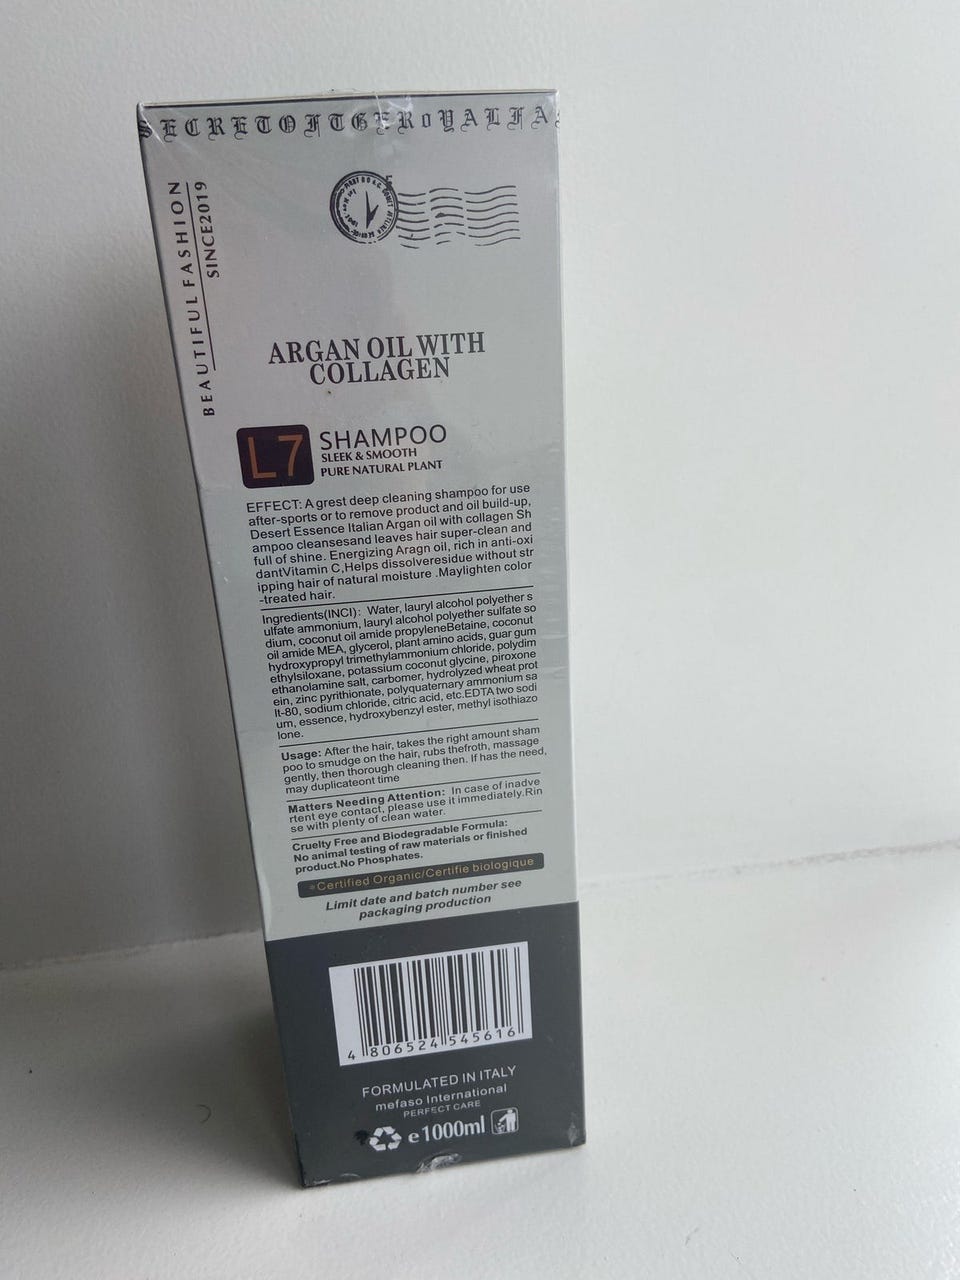 SECRETOFTGERoYALFA
BEAUTIFUL FASHION
SINCE2019
ARGAN OIL WITH
COLLAGEN
L7
SHAMPOO
SLEEK & SMOOTH
PURE NATURAL PLANT
EFFECT: A grest deep cleaning shampoo for use
after-sports or to remove product and oil build-up,
Desert Essence Italian Argan oil with collagen Sh
ampoo cleansesand leaves hair super-clean and
full of shine. Energizing Aragn oil, rich in anti-oxi
dantVitamin C,Helps dissolveresidue without str
ipping hair of natural moisture .Maylighten color
-treated hair.
Ingredients(INCI): Water, lauryl alcohol polyether s
ulfate ammonium, lauryl alcohol polyether sulfate so
dium, coconut oil amide propyleneBetaine, coconut
oil amide MEA, glycerol, plant amino acids, guar gum
hydroxypropyl trimethylammonium chloride, polydim
ethylsiloxane, potassium coconut glycine, piroxone
ethanolamine salt, carbomer, hydrolyzed wheat prot
ein, zinc pyrithionate, polyquaternary ammonium sa
lt-80, sodium chloride, citric acid, etc.EDTA two sodi
um, essence, hydroxybenzyl ester, methyl isothiazo
lone.
Usage: After the hair, takes the right amount sham
poo to smudge on the hair, rubs thefroth, massage
gently, then thorough cleaning then. If has the need,
may duplicateont time
Matters Needing Attention: In case of inadve
rtent eye contact, please use it immediately.Rin
se with plenty of clean water.
Cruelty Free and Biodegradable Formula:
No animal testing of raw materials or finished
product.No Phosphates.
*Certified Organic/Certifie biologique
Limit date and batch number see
packaging production
4 806524 545616
FORMULATED IN ITALY
mefaso International
PERFECT CARE
e 1000ml